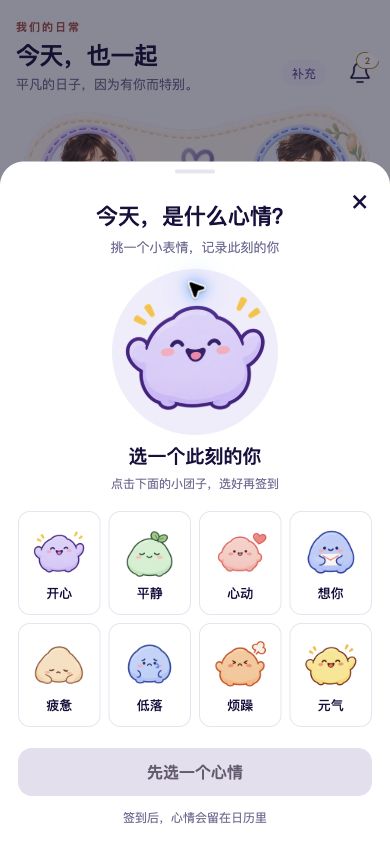 我们的日常
今天，也一起
平凡的日子，因为有你而特别。
补充
2
今天，是什么心情？
挑一个小表情，记录此刻的你
选一个此刻的你
点击下面的小团子，选好再签到
开心
平静
心动
想你
疲惫
低落
烦躁
元气
先选一个心情
签到后，心情会留在日历里